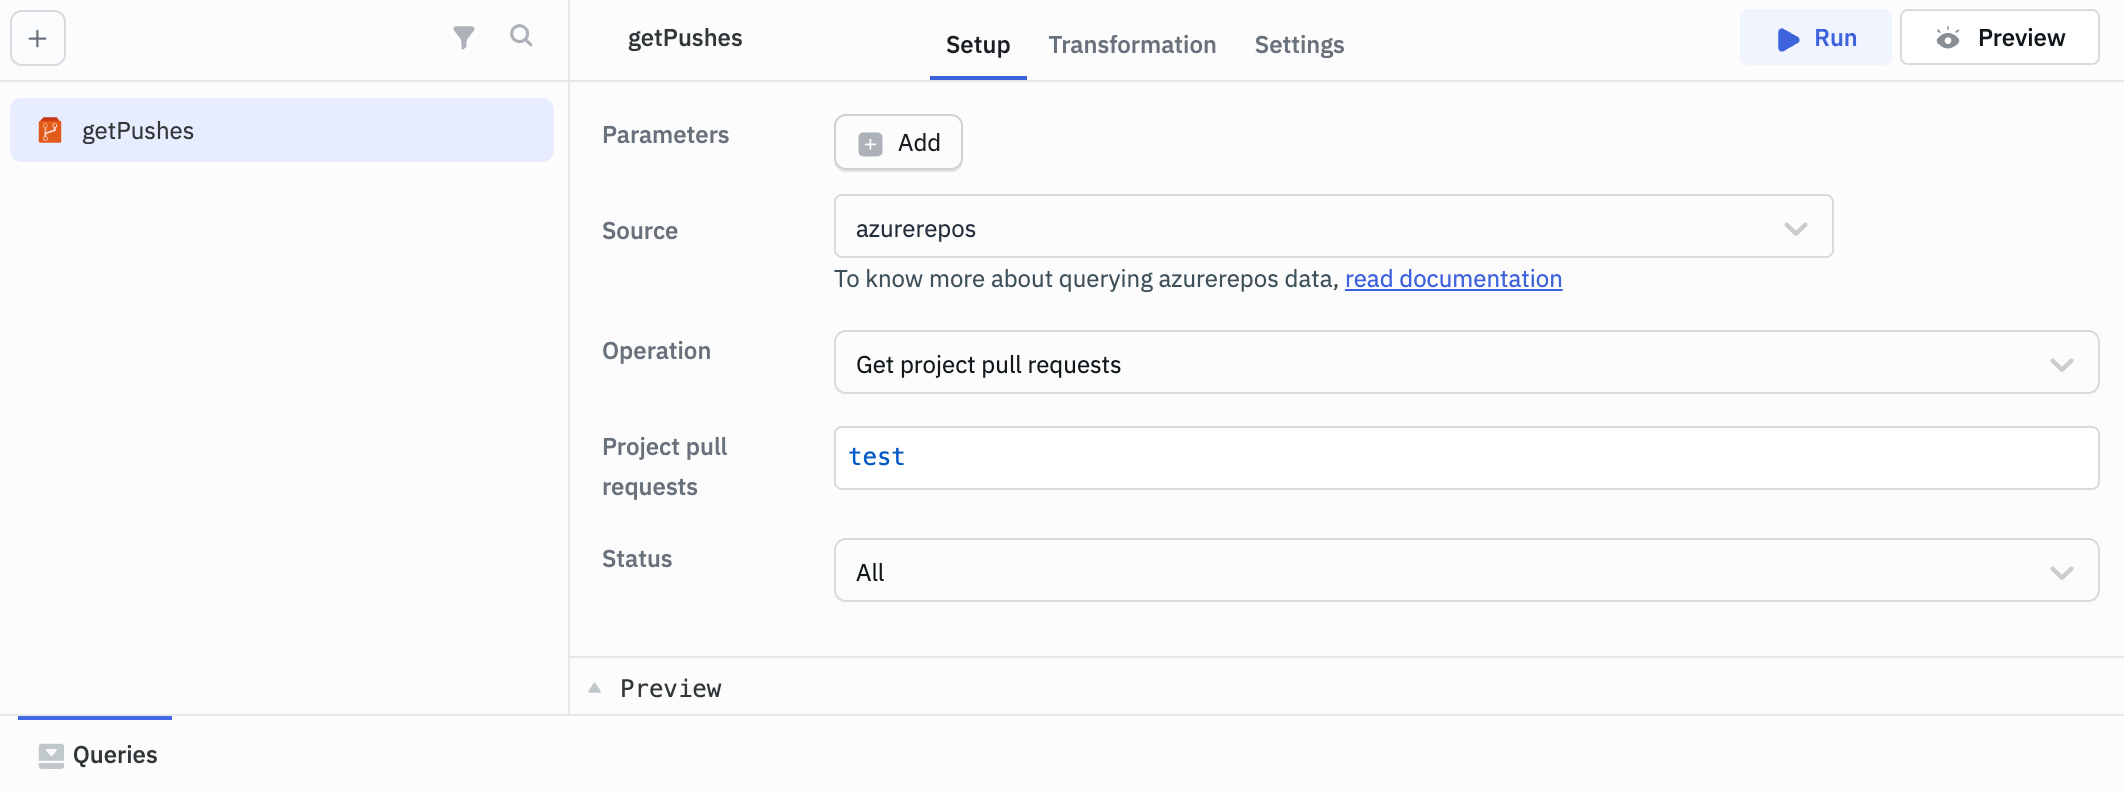 getPushes
Setup
Transformation
Settings
Run
Preview
getPushes
Parameters
Add
Source
azurerepos
To know more about querying azurerepos data, read documentation
Operation
Get project pull requests
Project pull
requests
test
Status
All
Preview
Queries